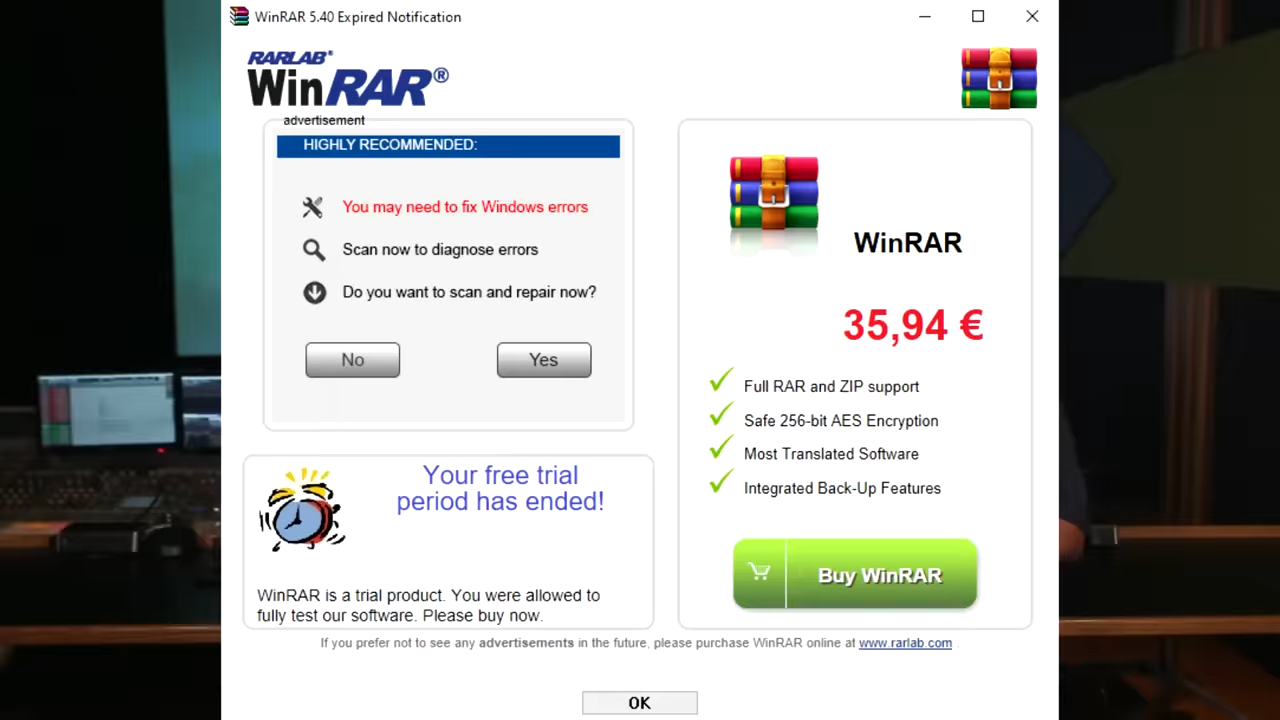 WinRAR 5.40 Expired Notification
RARLAB®
WinRAR®
advertisement
HIGHLY RECOMMENDED:
You may need to fix Windows errors
Scan now to diagnose errors
Do you want to scan and repair now?
No
Yes
Your free trial
period has ended!
WinRAR is a trial product. You were allowed to
fully test our software. Please buy now.
WinRAR
35,94 €
Full RAR and ZIP support
Safe 256-bit AES Encryption
Most Translated Software
Integrated Back-Up Features
Buy WinRAR
If you prefer not to see any advertisements in the future, please purchase WinRAR online at www.rarlab.com .
OK